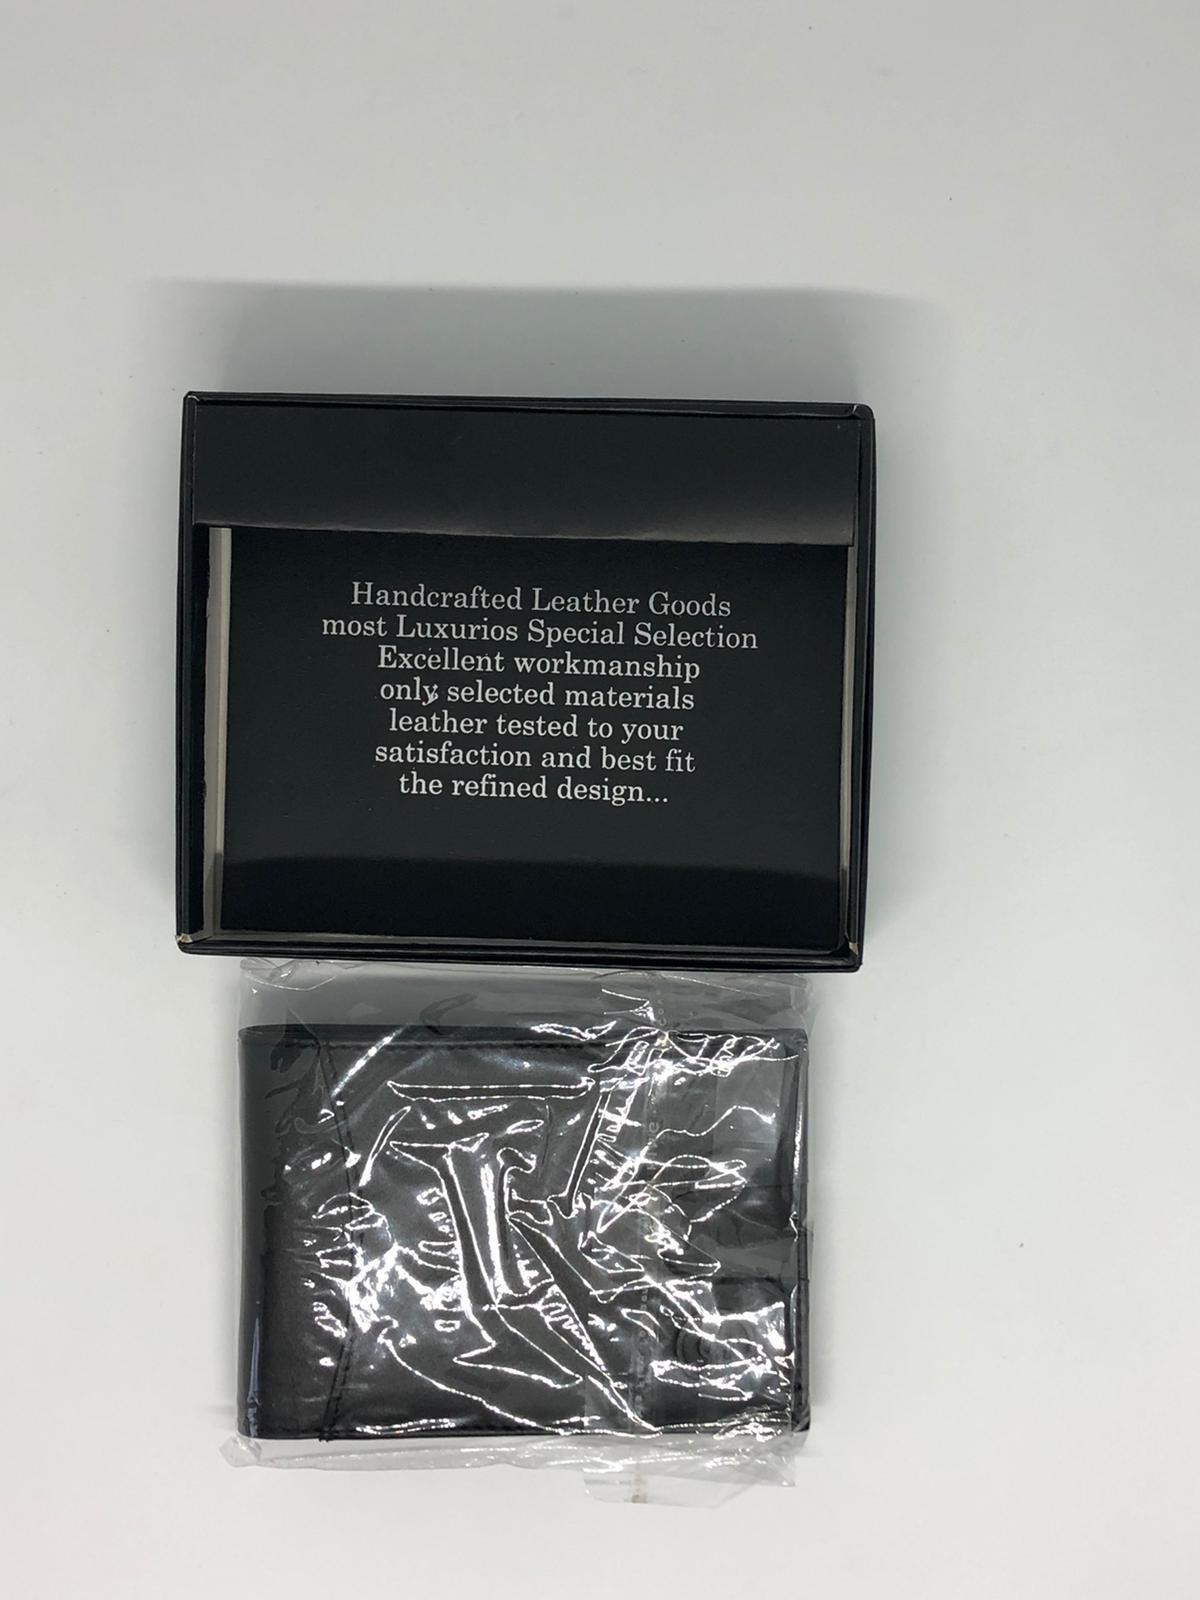 Handcrafted Leather Goods
most Luxurios Special Selection
Excellent workmanship
only selected materials
leather tested to your
satisfaction and best fit
the refined design...